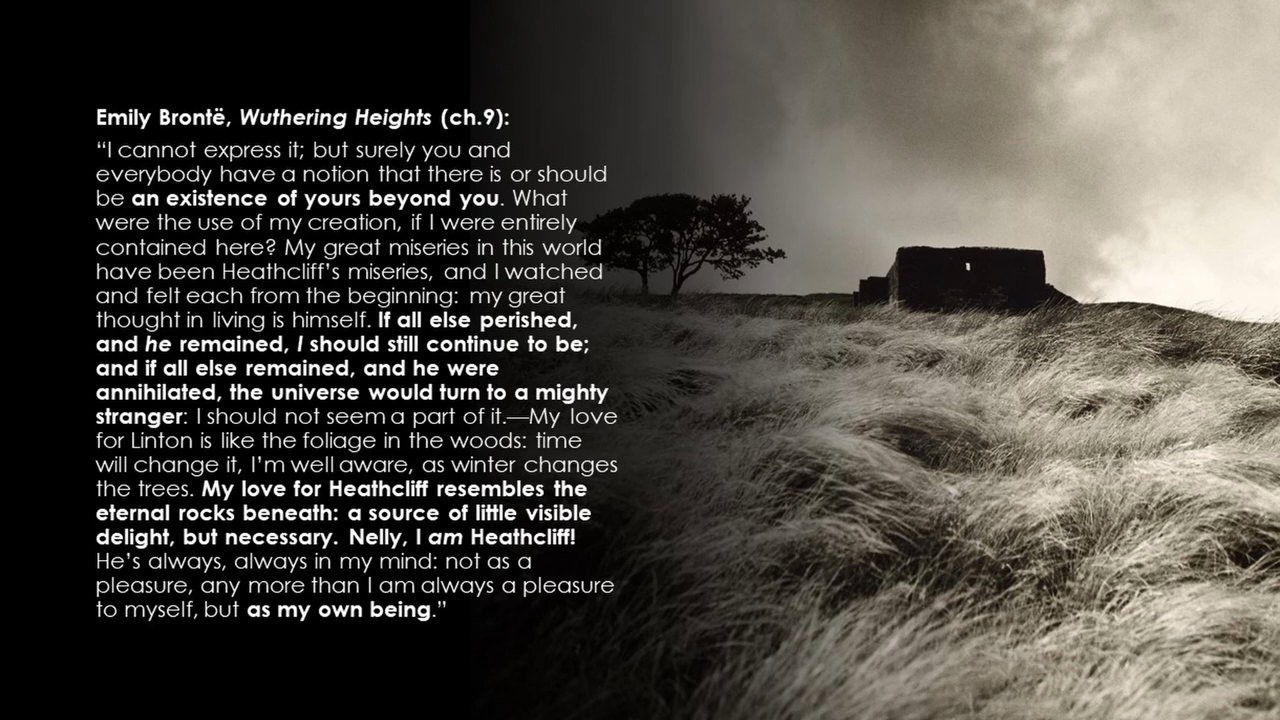 Emily Brontë, Wuthering Heights (ch.9):
“I cannot express it; but surely you and
everybody have a notion that there is or should
be an existence of yours beyond you. What
were the use of my creation, if I were entirely
contained here? My great miseries in this world
have been Heathcliff’s miseries, and I watched
and felt each from the beginning: my great
thought in living is himself. If all else perished,
and he remained, I should still continue to be;
and if all else remained, and he were
annihilated, the universe would turn to a mighty
stranger: I should not seem a part of it.—My love
for Linton is like the foliage in the woods: time
will change it, I’m well aware, as winter changes
the trees. My love for Heathcliff resembles the
eternal rocks beneath: a source of little visible
delight, but necessary. Nelly, I am Heathcliff!
He’s always, always in my mind: not as a
pleasure, any more than I am always a pleasure
to myself, but as my own being.”